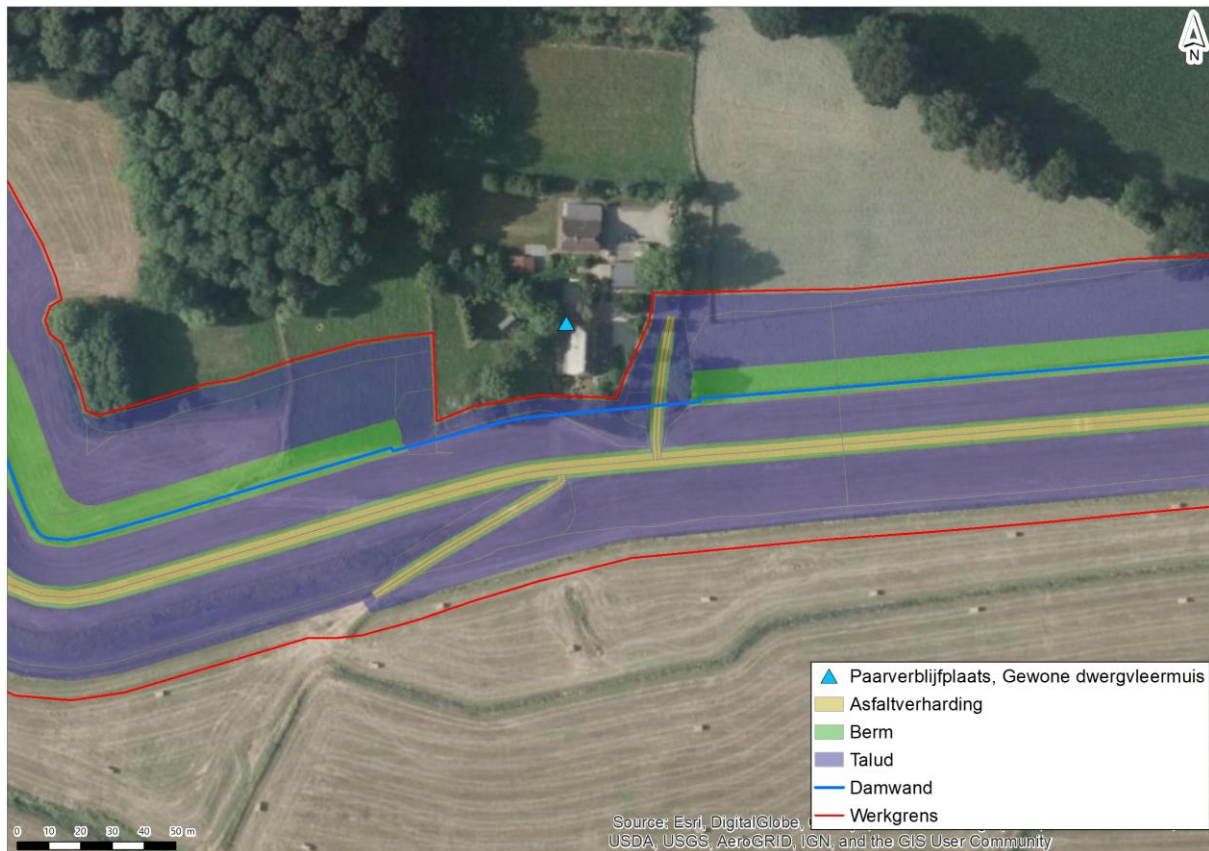 N
Paarverblijfplaats, Gewone dwergvleermuis
Asfaltverharding
Berm
Talud
Damwand
Werkgrens
0 10 20 30 40 50 m
Source: Esri, DigitalGlobe,
USDA, USGS, AeroGRID, IGN, and the GIS User Community